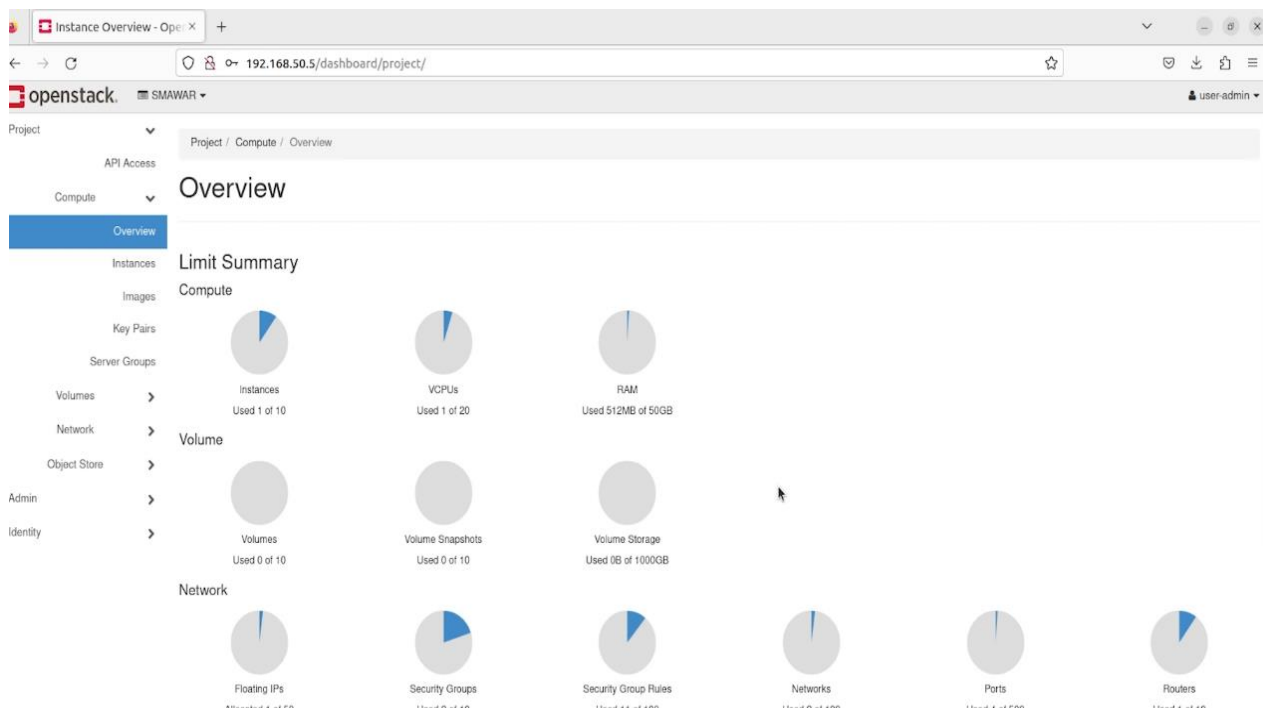 Instance Overview - Ope
192.168.50.5/dashboard/project/
openstack. SMAWAR user-admin
Project
API Access
Compute
Overview
Instances
Images
Key Pairs
Server Groups
Volumes
Network
Object Store
Admin
Identity
Project / Compute / Overview
Overview
Limit Summary
Compute
Instances VCPUs RAM
Used 1 of 10 Used 1 of 20 Used 512MB of 50GB
Volume
Volumes Volume Snapshots Volume Storage
Used 0 of 10 Used 0 of 10 Used 0B of 1000GB
Network
Floating IPs Security Groups Security Group Rules Networks Ports Routers